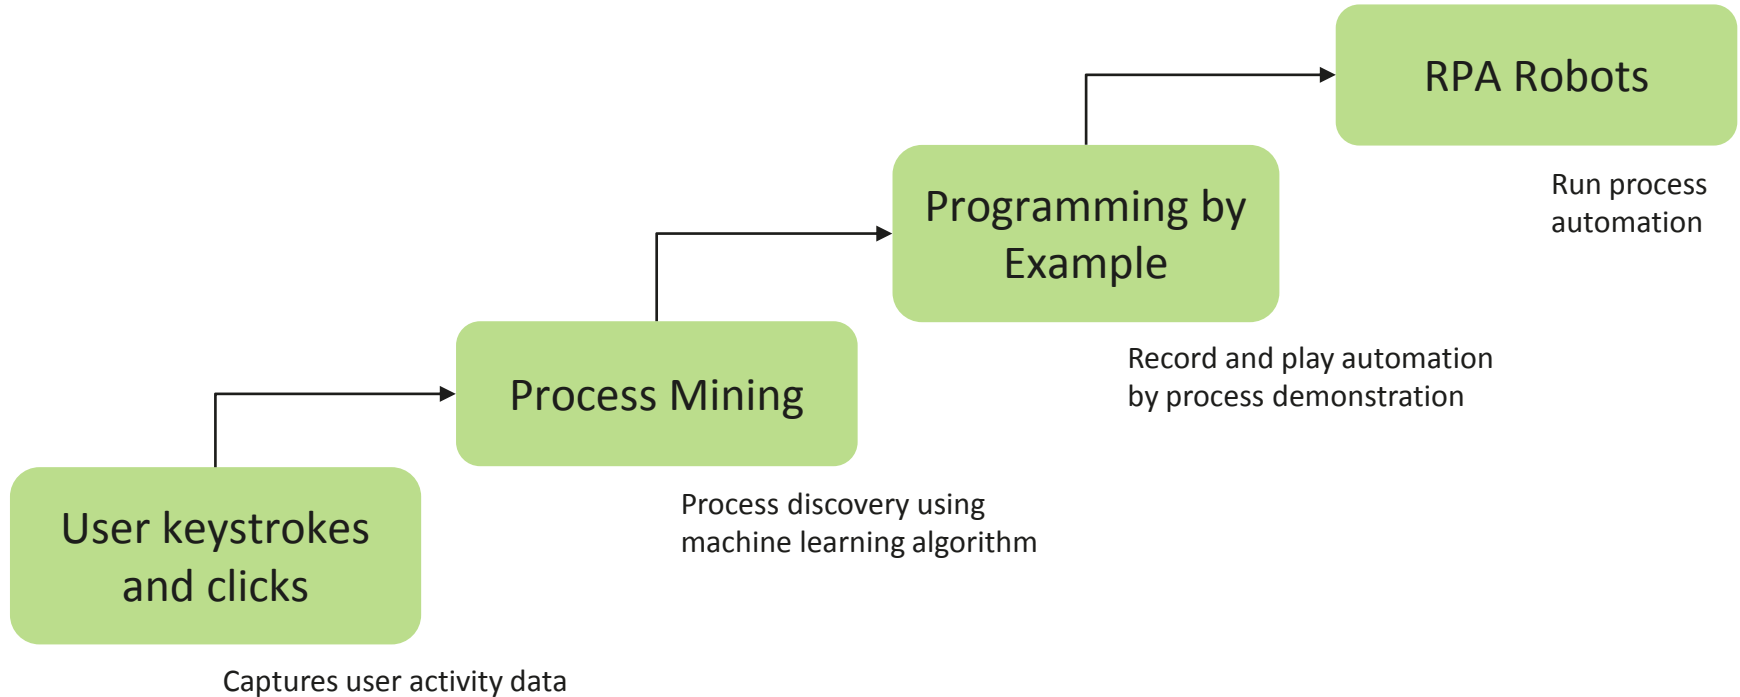 RPA Robots
Run process
automation
Programming by
Example
Record and play automation
by process demonstration
Process Mining
Process discovery using
machine learning algorithm
User keystrokes
and clicks
Captures user activity data